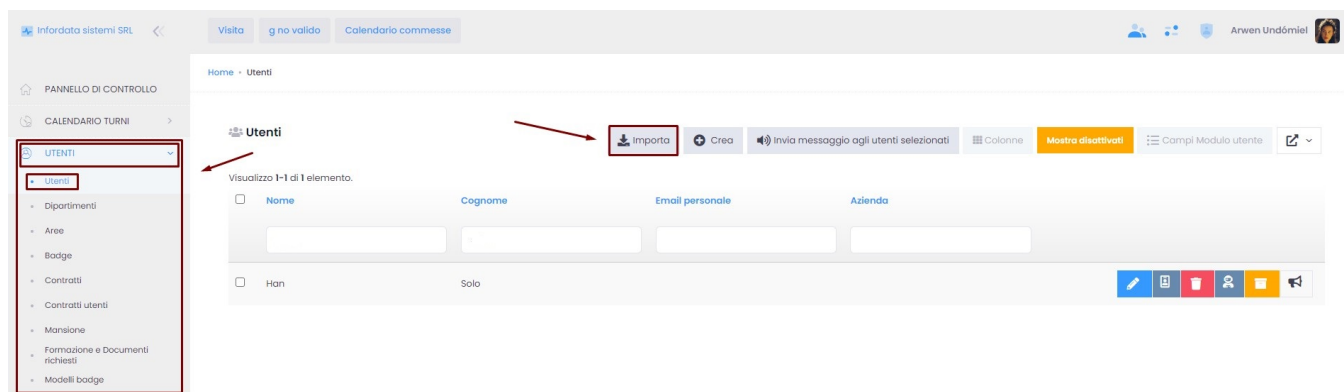 Infordata sistemi SRL
Visita
g no valido
Calendario commesse
Arwen Undómiel
Home • Utenti
PANNELLO DI CONTROLLO
CALENDARIO TURNI
UTENTI
Utenti
Dipartimenti
Aree
Badge
Contratti
Contratti utenti
Mansione
Formazione e Documenti
richiesti
Modelli badge
Utenti
Importa
Crea
Invia messaggio agli utenti selezionati
Colonne
Mostra disattivati
Campi Modulo utente
Visualizzo 1-1 di 1 elemento.
Nome
Cognome
Email personale
Azienda
Han
Solo